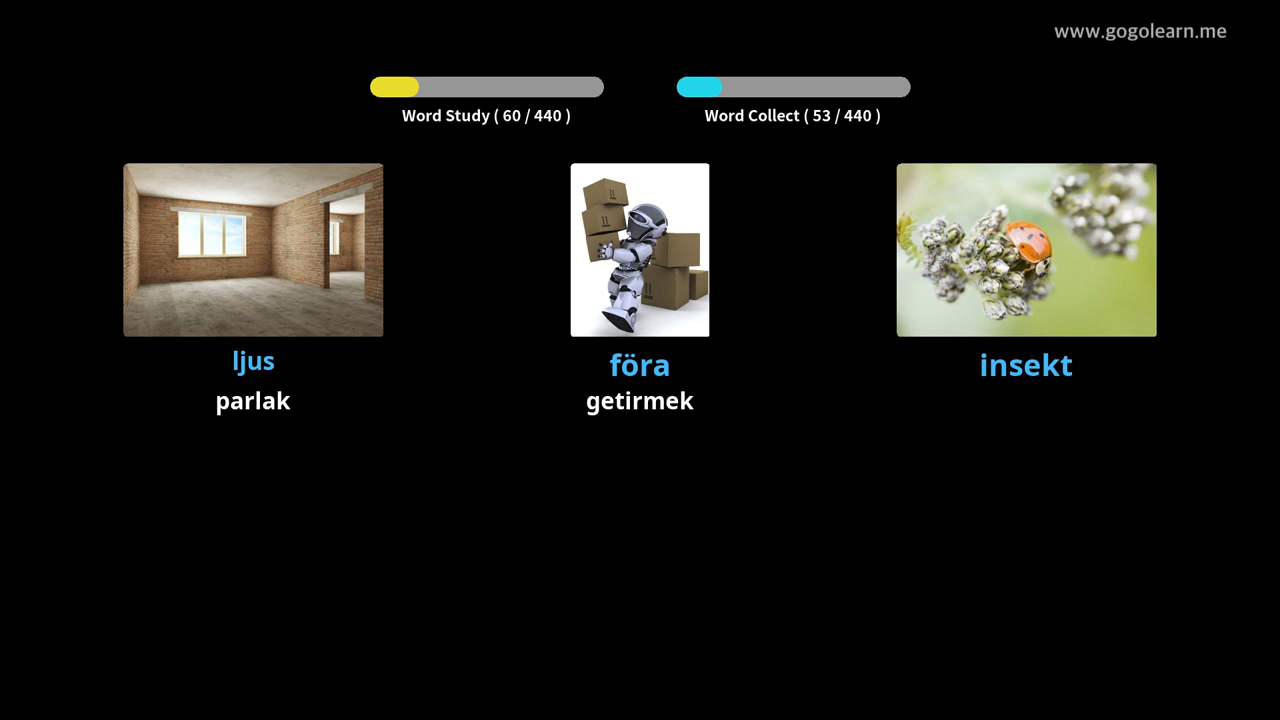 www.gogolearn.me
Word Study ( 60 / 440 )
Word Collect ( 53 / 440 )
ljus
parlak
föra
getirmek
insekt